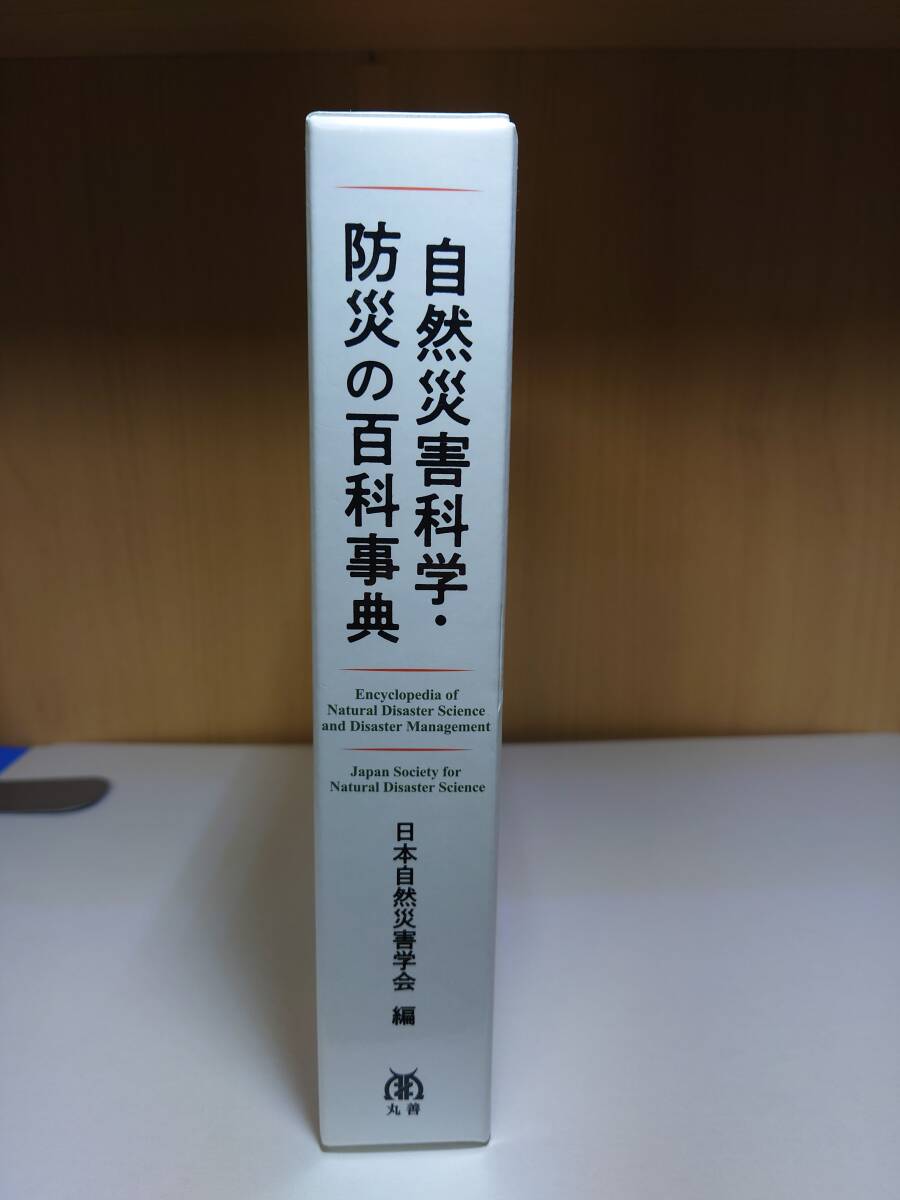 自然災害科学・
防災の百科事典
Encyclopedia of
Natural Disaster Science
and Disaster Management
Japan Society for
Natural Disaster Science
日本自然災害学会 編
丸善